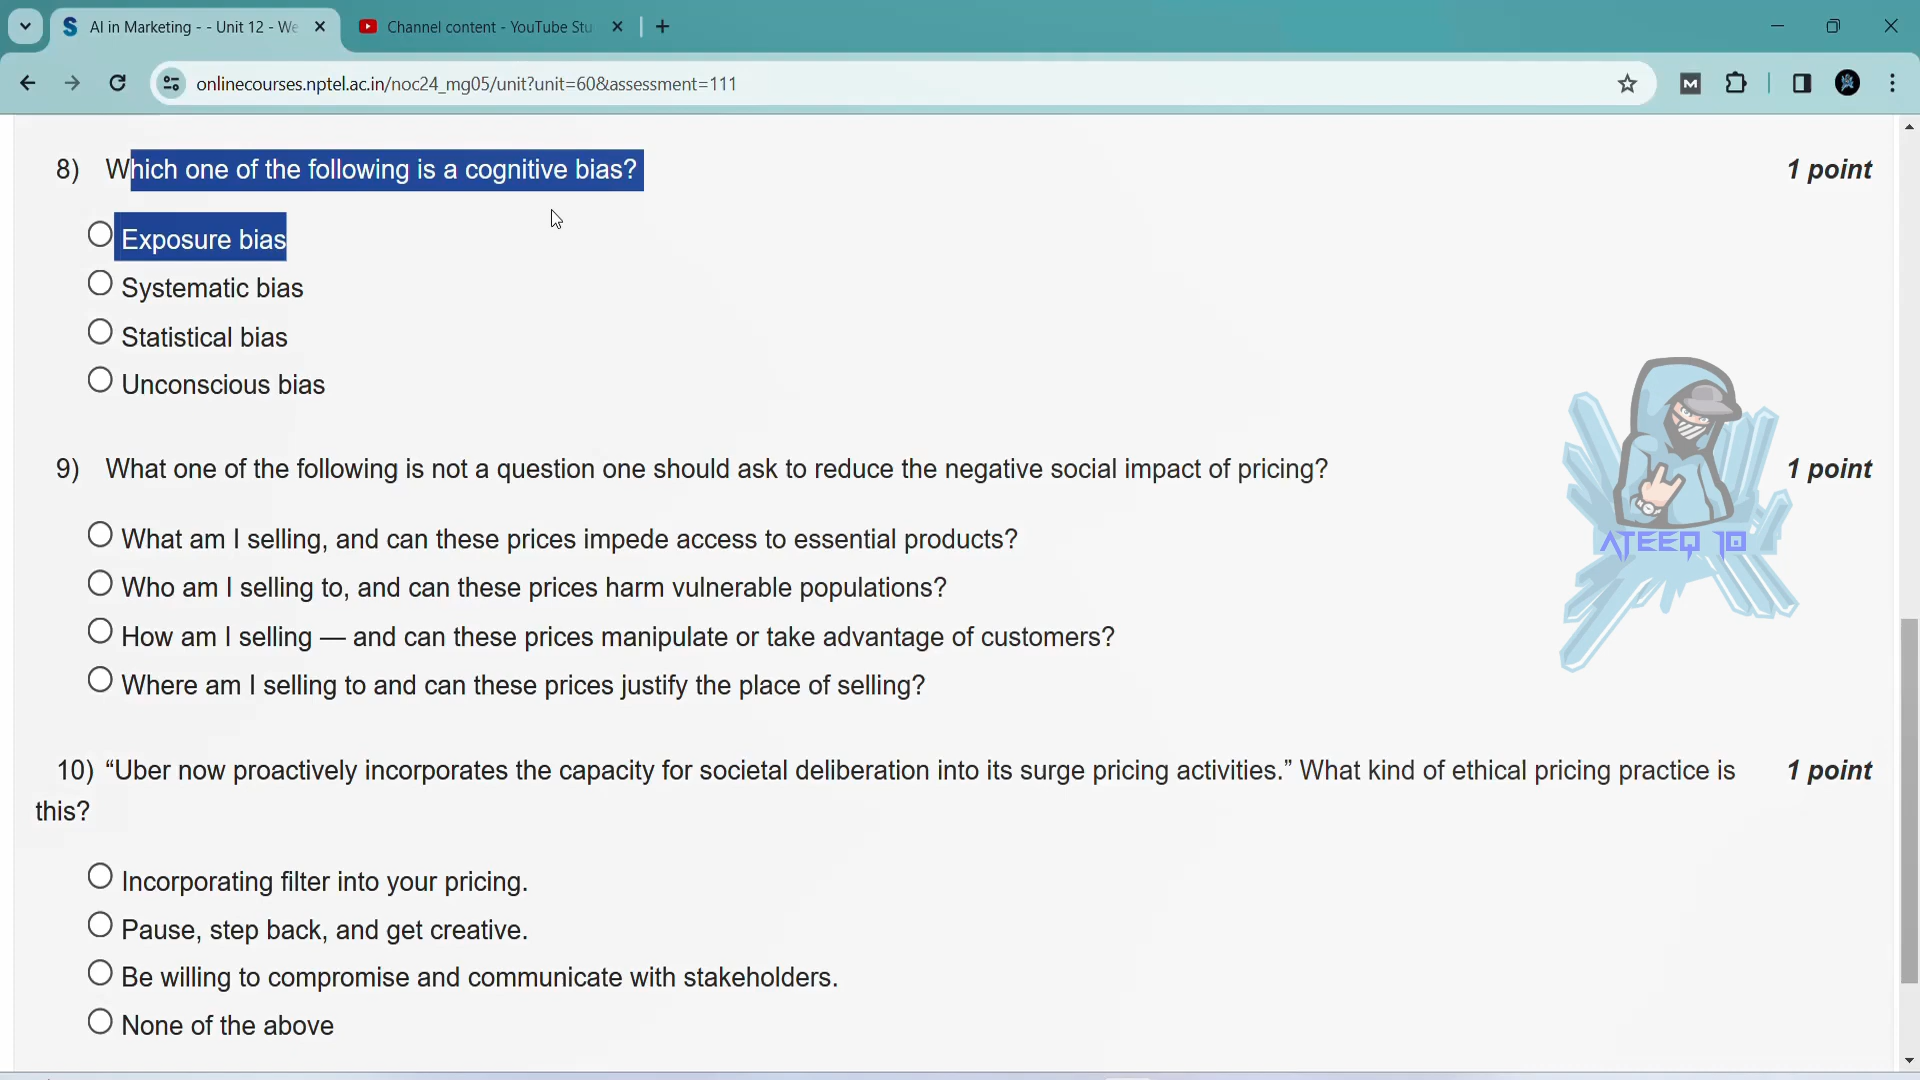 AI in Marketing - - Unit 12 - We
Channel content - YouTube Stu
onlinecourses.nptel.ac.in/noc24_mg05/unit?unit=60&assessment=111
8) Which one of the following is a cognitive bias? 1 point
Exposure bias
Systematic bias
Statistical bias
Unconscious bias
9) What one of the following is not a question one should ask to reduce the negative social impact of pricing? 1 point
What am I selling, and can these prices impede access to essential products?
Who am I selling to, and can these prices harm vulnerable populations?
ATEEQ 10
How am I selling — and can these prices manipulate or take advantage of customers?
Where am I selling to and can these prices justify the place of selling?
10) “Uber now proactively incorporates the capacity for societal deliberation into its surge pricing activities.” What kind of ethical pricing practice is 1 point
this?
Incorporating filter into your pricing.
Pause, step back, and get creative.
Be willing to compromise and communicate with stakeholders.
None of the above